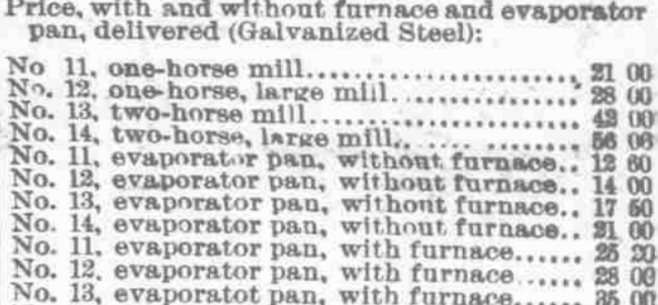 Price, with and without furnace and evaporator
pan, delivered (Galvanized Steel):
No 11, one-horse mill........................ 21 00
No. 12, one-horse, large mill................. 28 00
No. 13, two-horse mill....................... 42 00
No. 14, two-horse, large mill.. .... ......... 56 00
No. 11, evaporator pan, without furnace.. 12 60
No. 12, evaporator pan, without furnace.. 14 00
No. 13, evaporator pan, without furnace.. 17 50
No. 14, evaporator pan, without furnace.. 21 00
No. 11, evaporator pan, with furnace...... 25 20
No. 12, evaporator pan, with furnace ...... 28 00
No. 13, evaporatot pan, with furnace...... 35 00